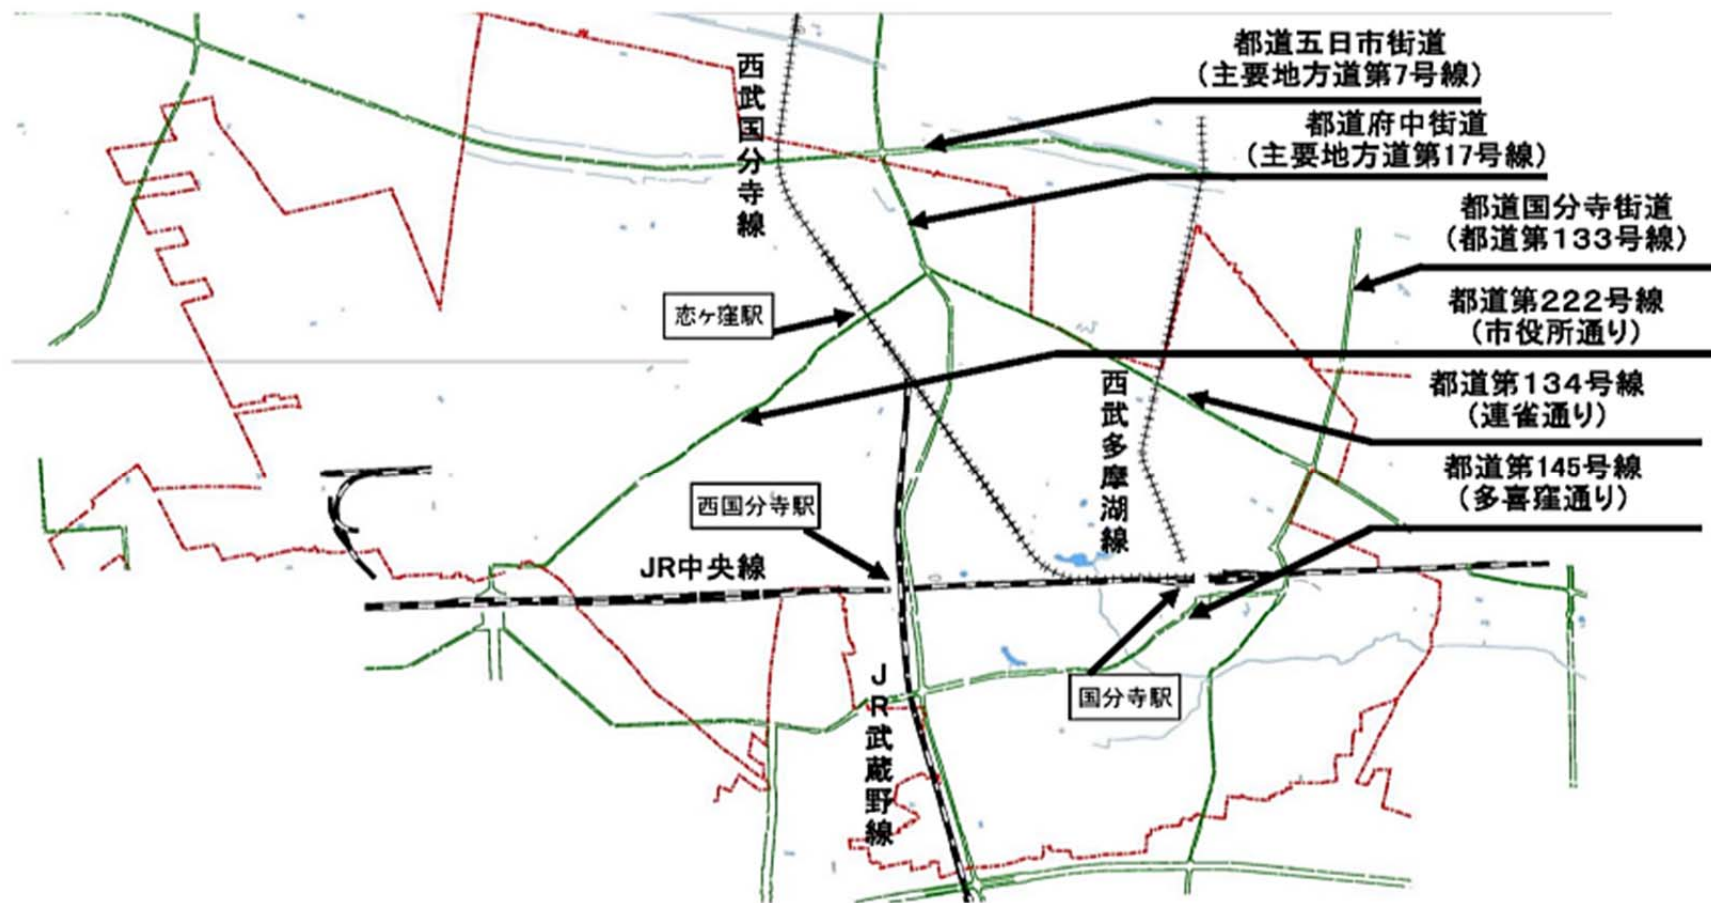 都道五日市街道
(主要地方道第7号線)
都道府中街道
(主要地方道第17号線)
都道国分寺街道
(都道第133号線)
都道第222号線
(市役所通り)
都道第134号線
(連雀通り)
都道第145号線
(多喜窪通り)
西武国分寺線
恋ヶ窪駅
西武多摩湖線
西国分寺駅
JR中央線
国分寺駅
JR武蔵野線